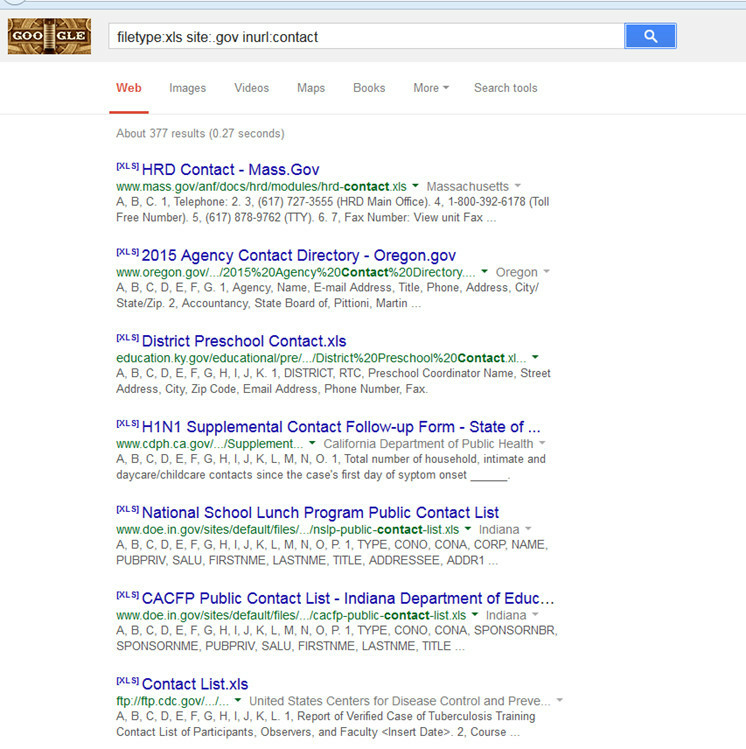 GOO GLE
filetype:xls site:.gov inurl:contact
Web Images Videos Maps Books More Search tools
About 377 results (0.27 seconds)
[XLS] HRD Contact - Mass.Gov
www.mass.gov/anf/docs/hrd/modules/hrd-contact.xls Massachusetts
A, B, C. 1, Telephone: 2. 3, (617) 727-3555 (HRD Main Office). 4, 1-800-392-6178 (Toll
Free Number). 5, (617) 878-9762 (TTY). 6. 7, Fax Number: View unit Fax ...
[XLS] 2015 Agency Contact Directory - Oregon.gov
www.oregon.gov/.../2015%20Agency%20Contact%20Directory.... Oregon
A, B, C, D, E, F, G. 1, Agency, Name, E-mail Address, Title, Phone, Address, City/
State/Zip. 2, Accountancy, State Board of, Pittioni, Martin ...
[XLS] District Preschool Contact.xls
education.ky.gov/educational/pre/.../District%20Preschool%20Contact.xl...
A, B, C, D, E, F, G, H, I, J, K. 1, DISTRICT, RTC, Preschool Coordinator Name, Street
Address, City, Zip Code, Email Address, Phone Number, Fax.
[XLS] H1N1 Supplemental Contact Follow-up Form - State of ...
www.cdph.ca.gov/.../Supplement... California Department of Public Health
A, B, C, D, E, F, G, H, I, J, K, L, M, N, O. 1, Total number of household, intimate and
daycare/childcare contacts since the case's first day of syptom onset ______.
[XLS] National School Lunch Program Public Contact List
www.doe.in.gov/sites/default/files/.../nslp-public-contact-list.xls Indiana
A, B, C, D, E, F, G, H, I, J, K, L, M, N, O, P. 1, TYPE, CONO, CONA, CORP, NAME,
PUBPRIV, SALU, FIRSTNME, LASTNME, TITLE, ADDRESSEE, ADDR1 ...
[XLS] CACFP Public Contact List - Indiana Department of Educ...
www.doe.in.gov/sites/default/files/.../cacfp-public-contact-list.xls Indiana
A, B, C, D, E, F, G, H, I, J, K, L, M, N, O, P. 1, TYPE, CONO, CONA, SPONSORNBR,
SPONSORNME, PUBPRIV, SALU, FIRSTNME, LASTNME, TITLE ...
[XLS] Contact List.xls
ftp://ftp.cdc.gov/.../... United States Centers for Disease Control and Preve...
A, B, C, D, E, F, G, H, I, J, K, L. 1, Report of Verified Case of Tuberculosis Training
Contact List of Participants, Observers, and Faculty <Insert Date>. 2, Course ...